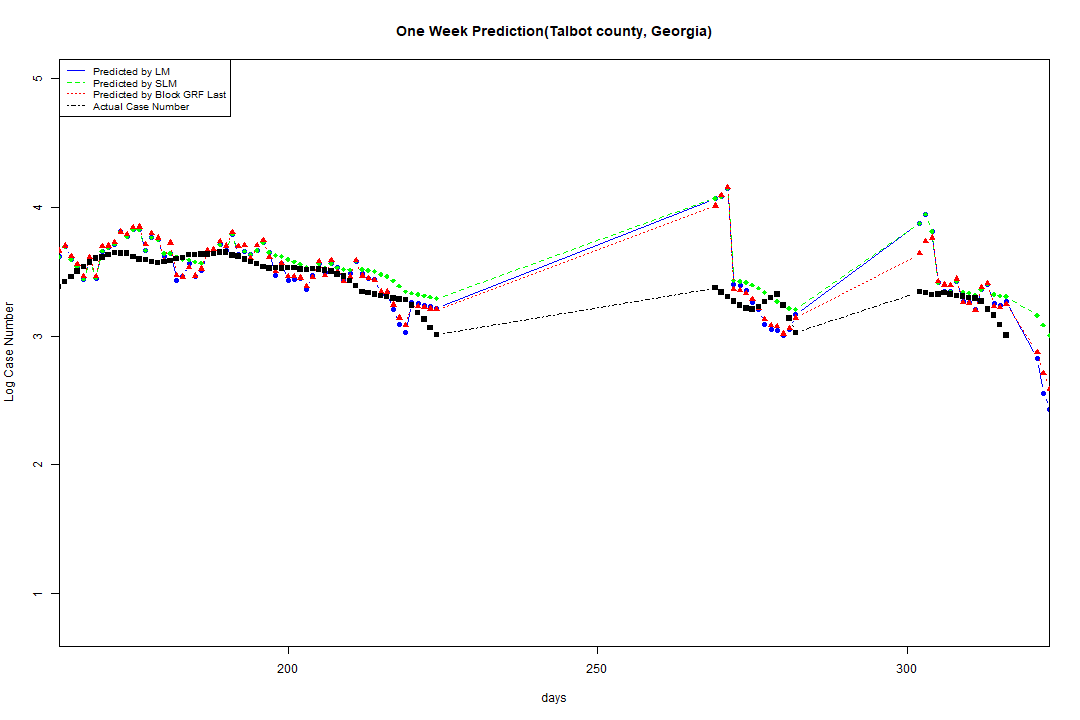 One Week Prediction(Talbot county, Georgia)
Predicted by LM
Predicted by SLM
Predicted by Block GRF Last
Actual Case Number
5
4
3
2
1
Log Case Number
200 250 300
days